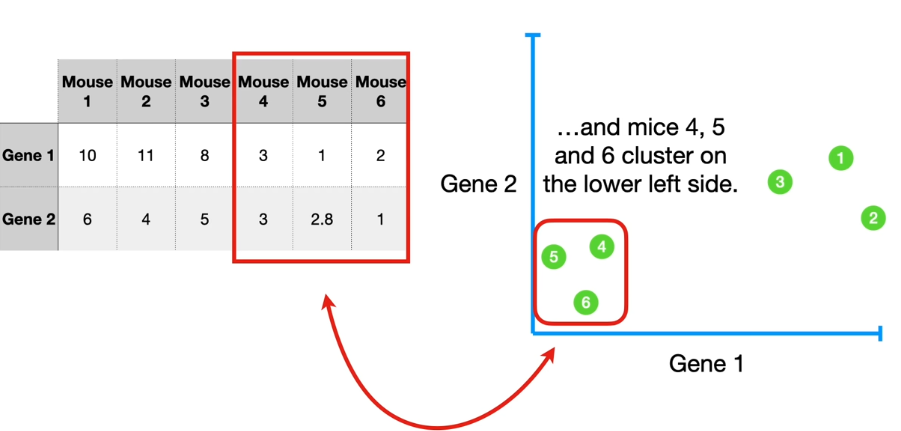 Mouse 1 Mouse 2 Mouse 3 Mouse 4 Mouse 5 Mouse 6
Gene 1 10 11 8 3 1 2
Gene 2 6 4 5 3 2.8 1
…and mice 4, 5
and 6 cluster on
the lower left side.
Gene 2
1
3
2
4
5
6
Gene 1